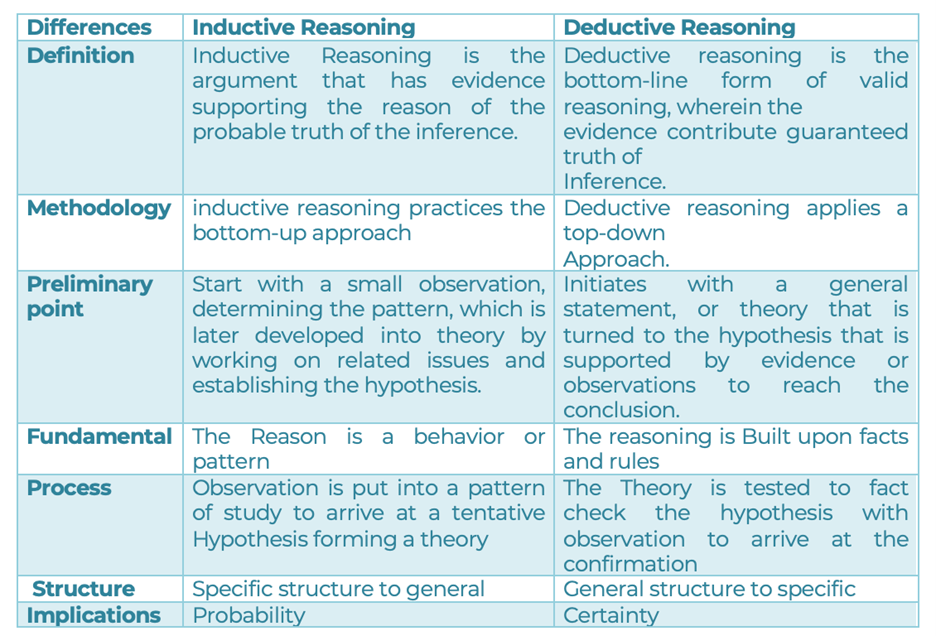 Differences
Inductive Reasoning
Deductive Reasoning
Definition
Inductive Reasoning is the
argument that has evidence
supporting the reason of the
probable truth of the inference.
Deductive reasoning is the
bottom-line form of valid
reasoning, wherein the
evidence contribute guaranteed
truth of
Inference.
Methodology
inductive reasoning practices the
bottom-up approach
Deductive reasoning applies a
top-down
Approach.
Preliminary
point
Start with a small observation,
determining the pattern, which is
later developed into theory by
working on related issues and
establishing the hypothesis.
Initiates with a general
statement, or theory that is
turned to the hypothesis that is
supported by evidence or
observations to reach the
conclusion.
Fundamental
The Reason is a behavior or
pattern
The reasoning is Built upon facts
and rules
Process
Observation is put into a pattern
of study to arrive at a tentative
Hypothesis forming a theory
The Theory is tested to fact
check the hypothesis with
observation to arrive at the
confirmation
Structure
Specific structure to general
General structure to specific
Implications
Probability
Certainty